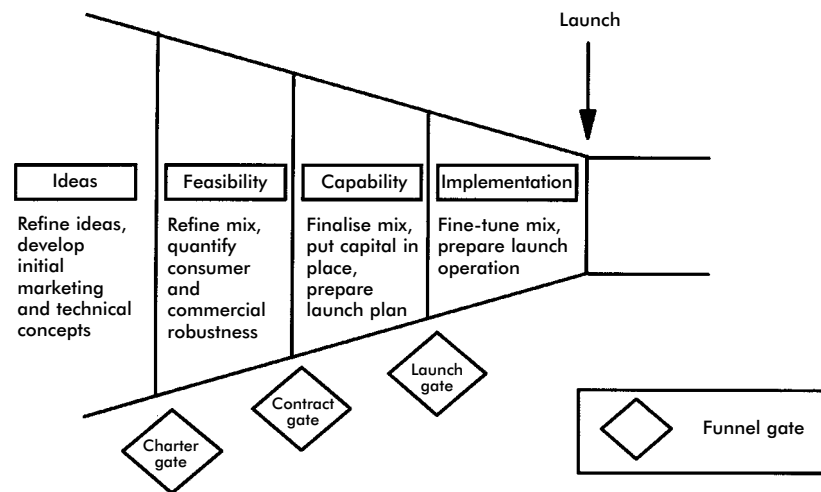 Launch
Ideas
Refine ideas,
develop
initial
marketing
and technical
concepts
Feasibility
Refine mix,
quantify
consumer
and
commercial
robustness
Capability
Finalise mix,
put capital in
place,
prepare
launch plan
Implementation
Fine-tune mix,
prepare launch
operation
Charter
gate
Contract
gate
Launch
gate
Funnel gate